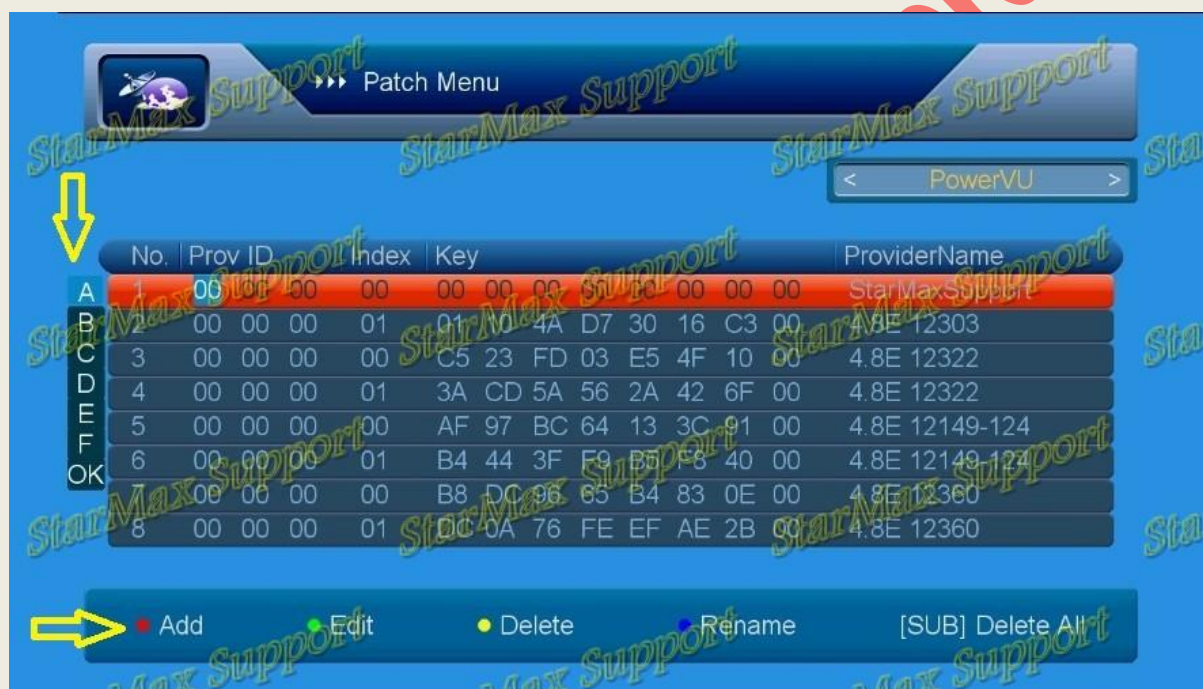 StarMax Support
Patch Menu
< PowerVU >
No. Prov ID Index Key ProviderName
A
B
C
D
E
F
OK
1 00 00 00 00 00 00 00 00 00 00 00 00 StarMaxSupport
2 00 00 00 01 01 10 4A D7 30 16 C3 00 4.8E 12303
3 00 00 00 00 C5 23 FD 03 E5 4F 10 00 4.8E 12322
4 00 00 00 01 3A CD 5A 56 2A 42 6F 00 4.8E 12322
5 00 00 00 00 AF 97 BC 64 13 3C 91 00 4.8E 12149-124
6 00 00 00 01 B4 44 3F 40 00 4.8E 12149-124
7 00 00 00 00 B8 DC 96 65 B4 83 0E 00 4.8E 12360
8 00 00 00 01 DC 0A 76 FE EF AE 2B 00 4.8E 12360
Add Edit Delete Rename [SUB] Delete All